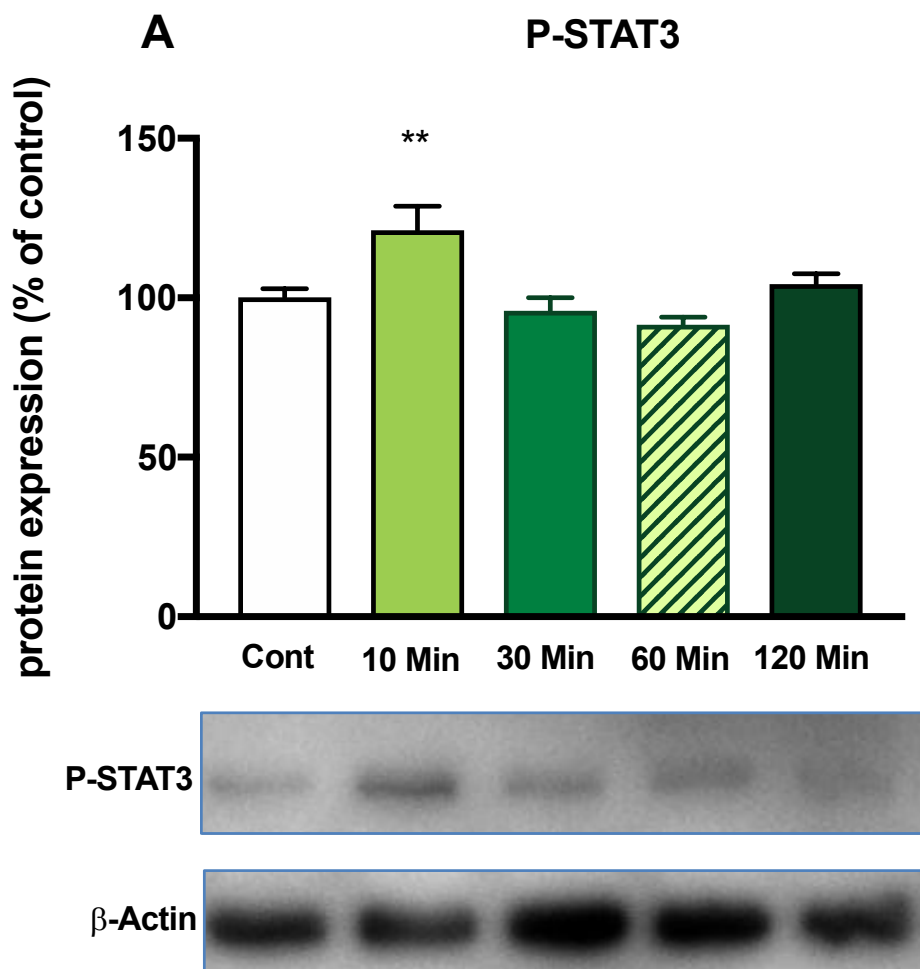 A
P-STAT3
protein expression (% of control)
150
**
100
50
0
Cont 10 Min 30 Min 60 Min 120 Min
P-STAT3
β-Actin